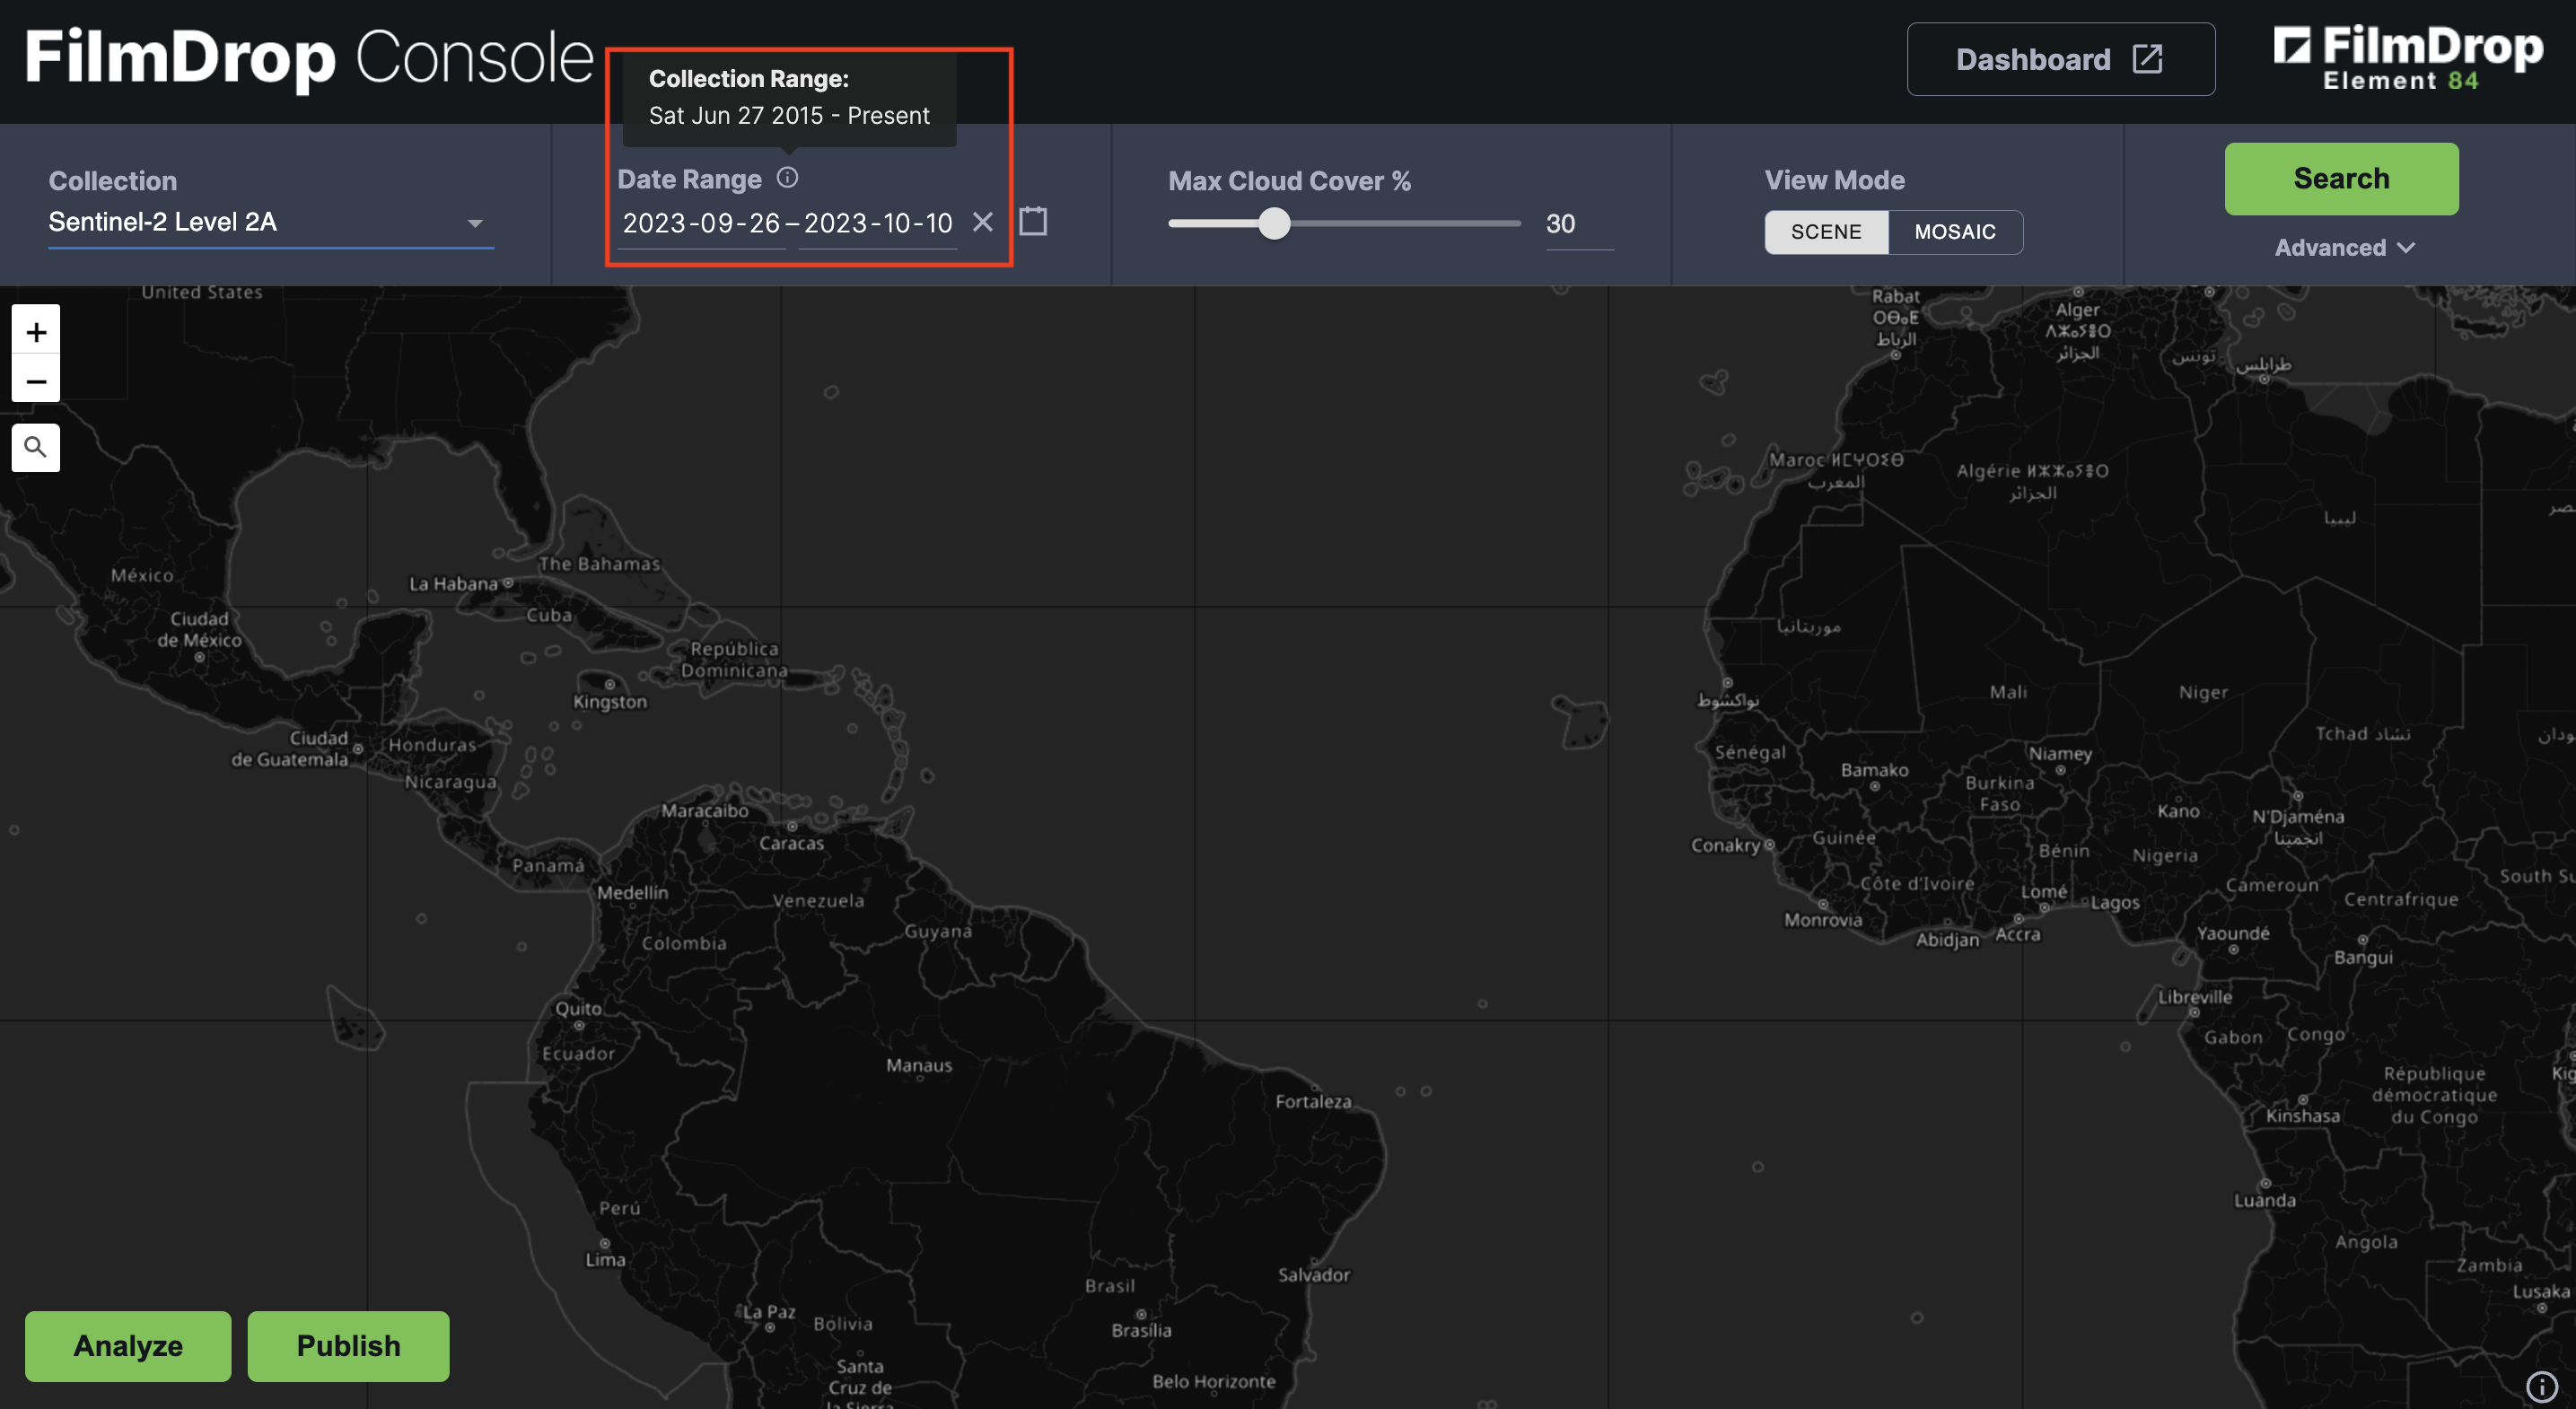 FilmDrop Console
Collection Range:
Sat Jun 27 2015 - Present
Dashboard
FilmDrop
Element 84
Collection
Sentinel-2 Level 2A
Date Range
2023-09-26 – 2023-10-10
Max Cloud Cover %
30
View Mode
SCENE
MOSAIC
Search
Advanced
United States
+
−
Rabat
ⵔⴱⴰⵟ
الرباط
Alger
الجزائر
تونس
طرابلس
Maroc
المغرب
Algérie
الجزائر
ليبيا
México
Ciudad
de México
La Habana
The Bahamas
Cuba
República
Dominicana
Kingston
Ciudad
de Guatemala
Honduras
Nicaragua
موريتانيا
نواكشوط
Mali
Niger
Tchad تشاد
Sénégal
Bamako
Niamey
Burkina
Faso
Kano
N'Djaména
انجمينا
Maracaibo
Caracas
Panamá
Medellín
Venezuela
Guyana
Colombia
Conakry
Guinée
Bénin
Nigeria
Côte d'Ivoire
Lomé
Lagos
Cameroun
Centrafrique
South Su
Monrovia
Abidjan
Accra
Yaoundé
Bangui
Quito
Ecuador
Manaus
Fortaleza
Libreville
Gabon
Congo
République
démocratique
du Congo
Kinshasa
Perú
Lima
Luanda
Angola
Zambia
Lusaka
Salvador
Brasil
Brasília
La Paz
Bolivia
Santa
Cruz de
la Sierra
Belo Horizonte
Analyze
Publish